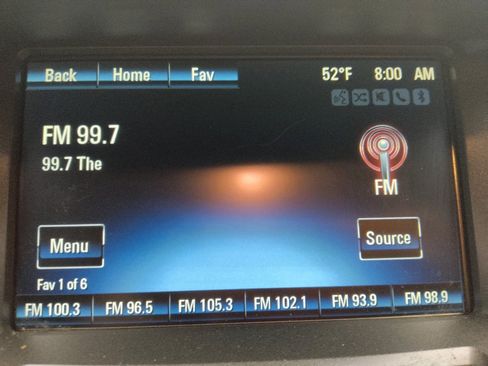 Back Home Fav 52°F 8:00 AM
FM 99.7
99.7 The
FM
Menu
Source
Fav 1 of 6
FM 100.3 FM 96.5 FM 105.3 FM 102.1 FM 93.9 FM 98.9